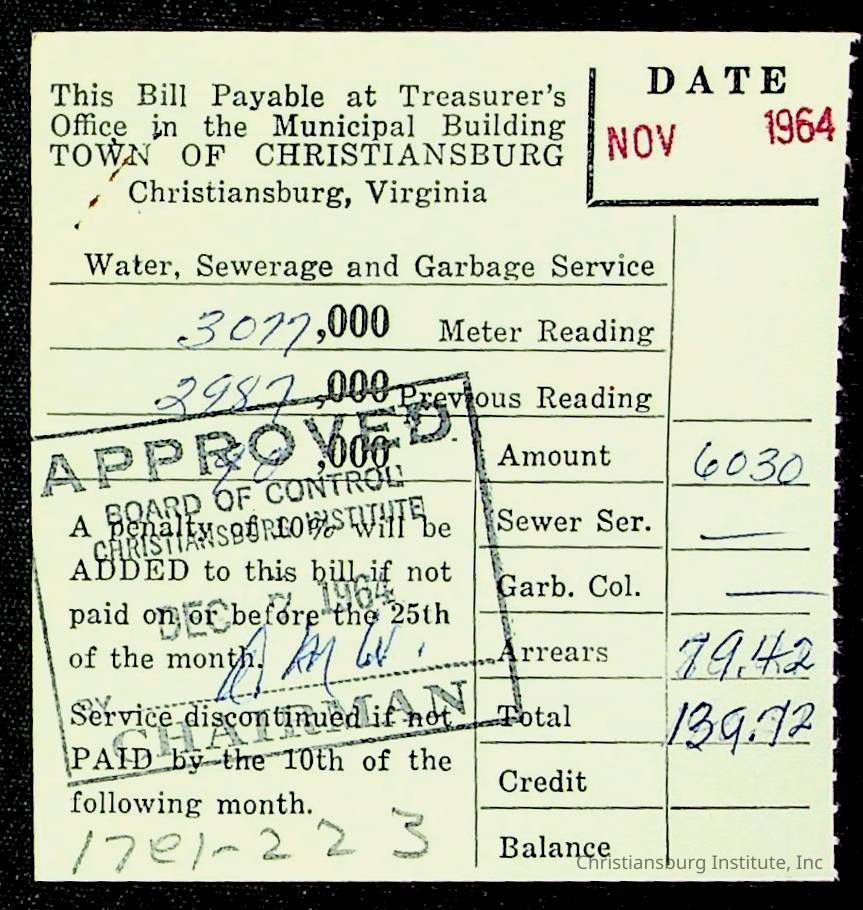 This Bill Payable at Treasurer's
Office in the Municipal Building
TOWN OF CHRISTIANSBURG
Christiansburg, Virginia
DATE
NOV 1964
Water, Sewerage and Garbage Service
3077,000 Meter Reading
2987,000 Previous Reading
90,000 Amount 6030
Sewer Ser. —
Garb. Col. —
Arrears 79.42
Total 139.72
Credit
Balance
A penalty of 10% will be
ADDED to this bill if not
paid on or before the 25th
of the month.
Service discontinued if not
PAID by the 10th of the
following month.
APPROVED
BOARD OF CONTROL
CHRISTIANSBURG INSTITUTE
DEC 1964
BY
CHAIRMAN
Christiansburg Institute, Inc